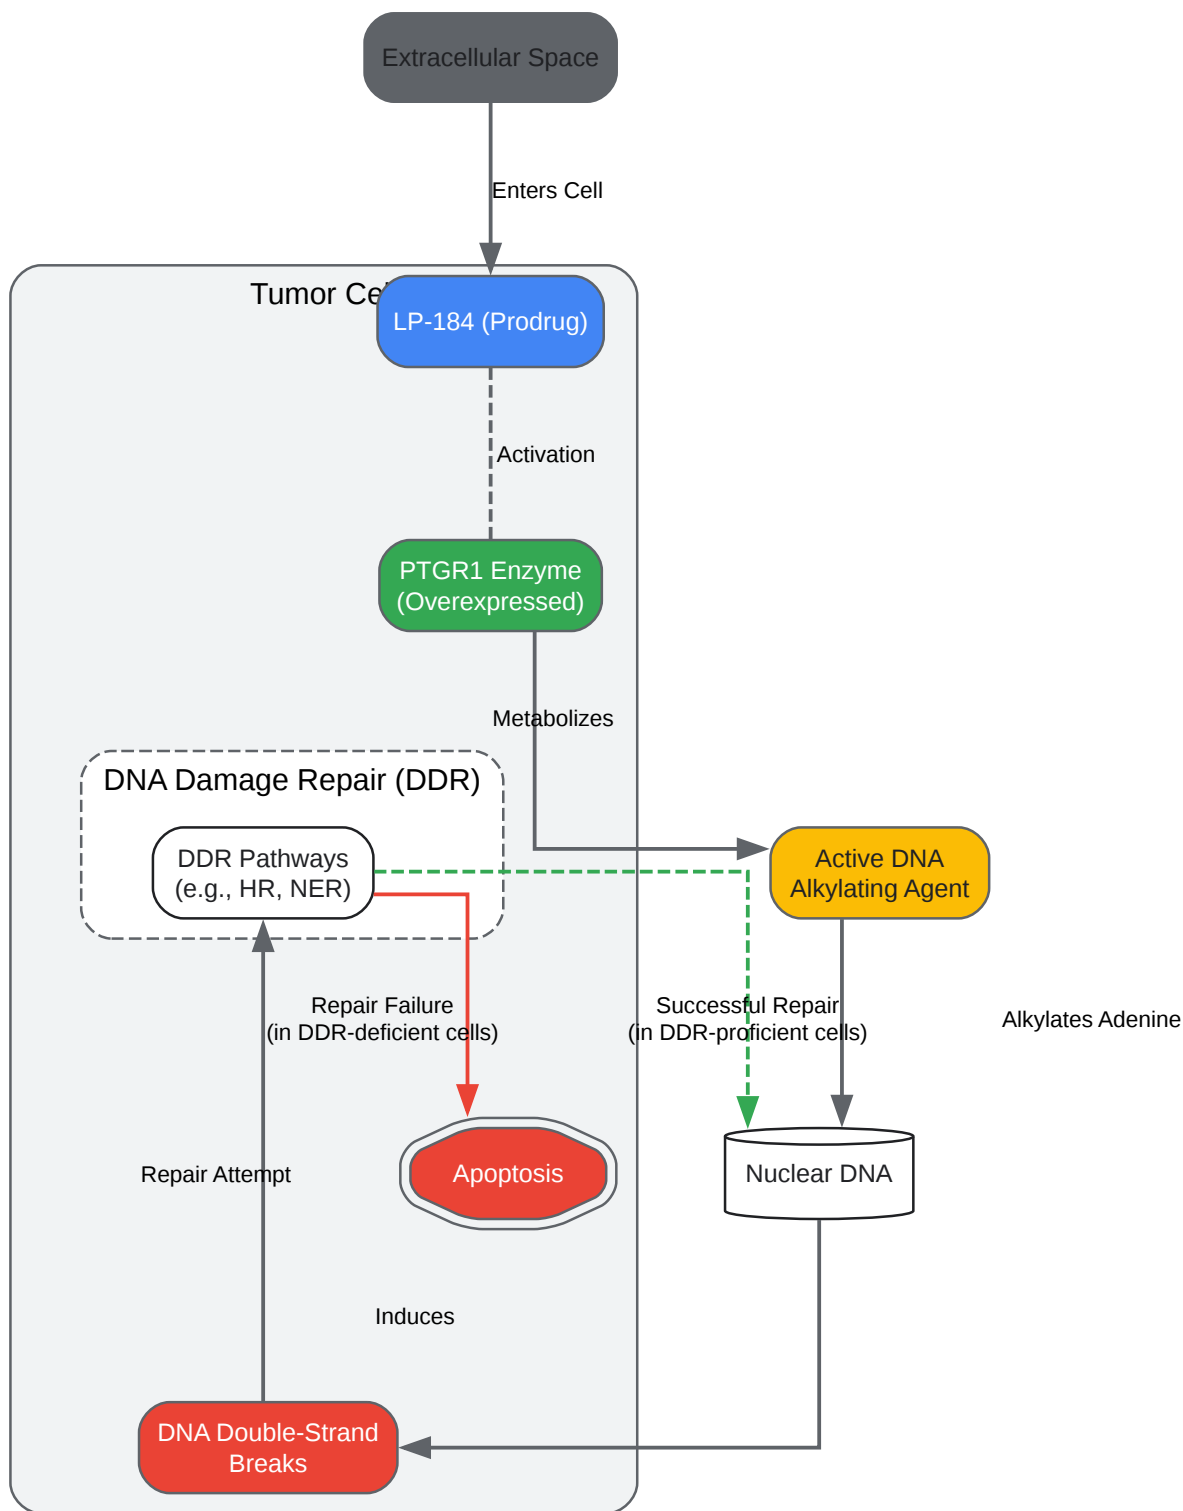 Extracellular Space
Enters Cell
Tumor Ce
LP-184 (Prodrug)
Activation
PTGR1 Enzyme
(Overexpressed)
Metabolizes
DNA Damage Repair (DDR)
DDR Pathways
(e.g., HR, NER)
Active DNA
Alkylating Agent
Repair Failure
(in DDR-deficient cells)
Successful Repair
(in DDR-proficient cells)
Alkylates Adenine
Repair Attempt
Apoptosis
Nuclear DNA
Induces
DNA Double-Strand
Breaks